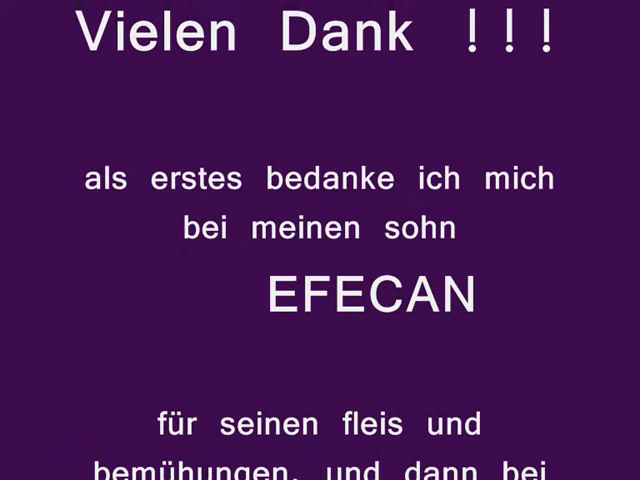 Vielen Dank !!!
als erstes bedanke ich mich
bei meinen sohn
EFECAN
für seinen fleis und
bemühungen, und dann bei